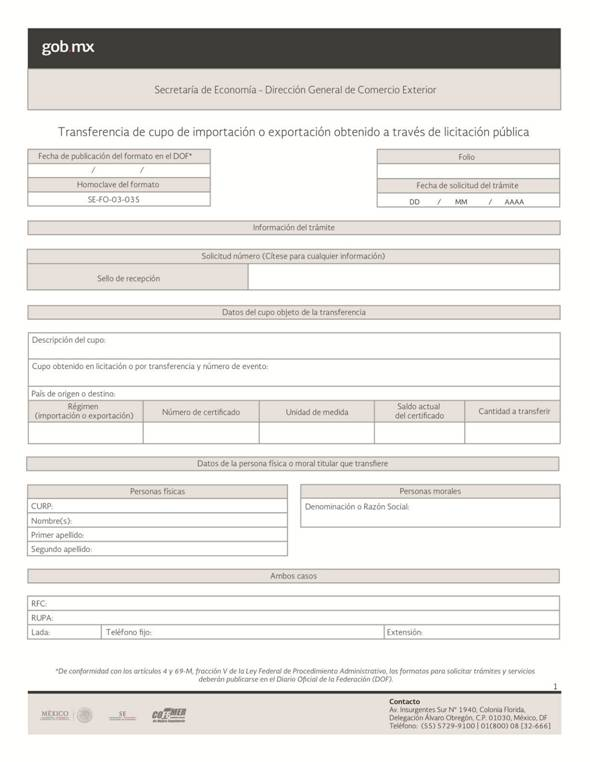 gob.mx
Secretaría de Economía - Dirección General de Comercio Exterior
Transferencia de cupo de importación o exportación obtenido a través de licitación pública
Fecha de publicación del formato en el DOF*
/ /
Homoclave del formato
SE-FO-03-035
Folio
Fecha de solicitud del trámite
DD / MM / AAAA
Información del trámite
Solicitud número (Cítese para cualquier información)
Sello de recepción
Datos del cupo objeto de la transferencia
Descripción del cupo:
Cupo obtenido en licitación o por transferencia y número de evento:
País de origen o destino:
Régimen
(importación o exportación)
Número de certificado
Unidad de medida
Saldo actual
del certificado
Cantidad a transferir
Datos de la persona física o moral titular que transfiere
Personas físicas
CURP:
Nombre(s):
Primer apellido:
Segundo apellido:
Personas morales
Denominación o Razón Social:
Ambos casos
RFC:
RUPA:
Lada: Teléfono fijo: Extensión:
*De conformidad con los artículos 4 y 69-M, fracción V de la Ley Federal de Procedimiento Administrativo, los formatos para solicitar trámites y servicios
deberán publicarse en el Diario Oficial de la Federación (DOF).
1
MÉXICO
SE
Contacto
Av. Insurgentes Sur N° 1940, Colonia Florida,
Delegación Álvaro Obregón, C.P. 01030, México, DF
Teléfono: (55) 5729-9100 | 01(800) 08 [32-666]